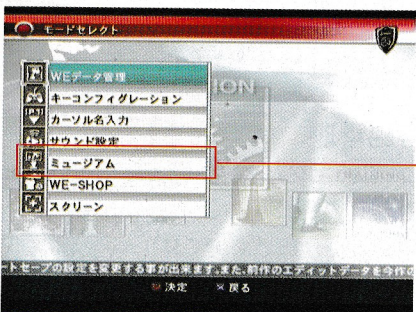 モードセレクト
WEデータ管理
キーコンフィグレーション
カーソル名入力
サウンド設定
ミュージアム
WE-SHOP
スクリーン
トセーブの設定を変更する事が出来ます。また、前作のエディットデータを今作の
決定 戻る